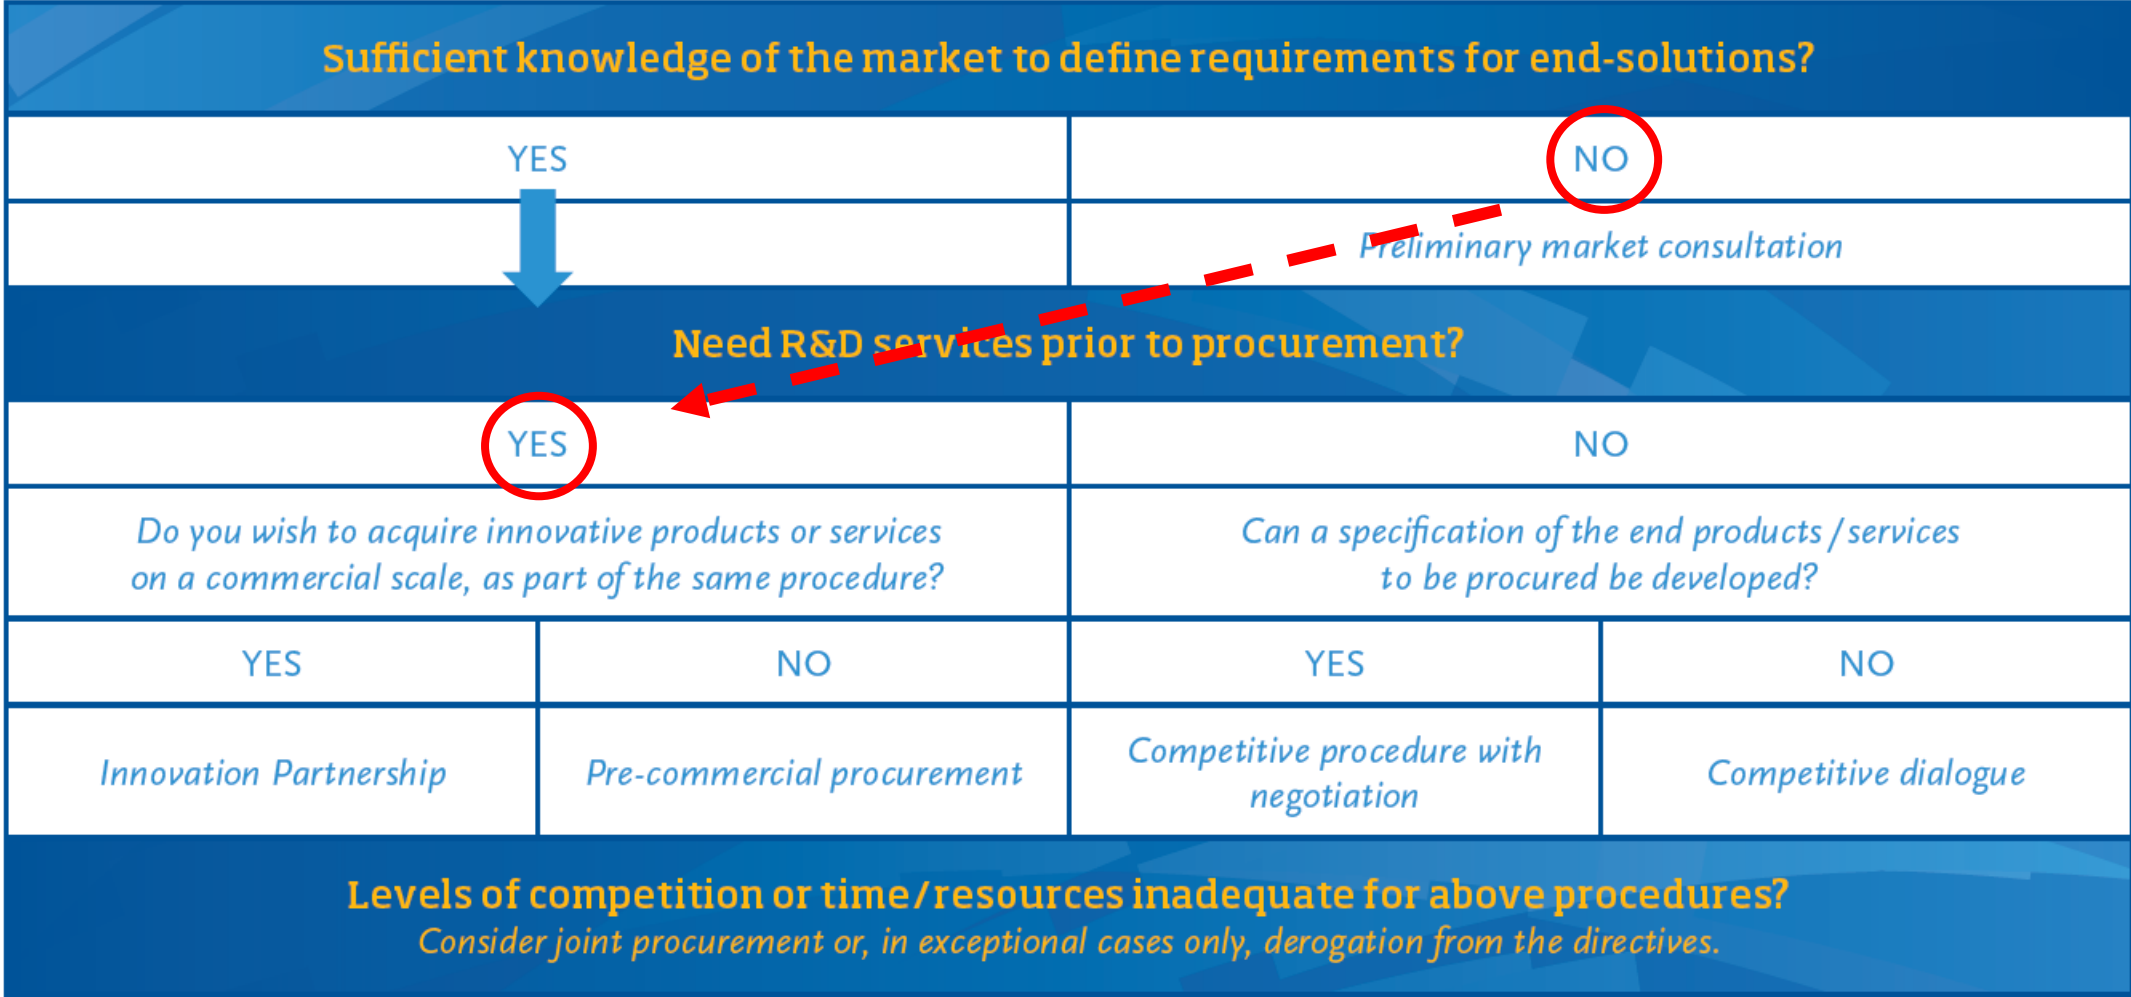 Sufficient knowledge of the market to define requirements for end-solutions?
YES
NO
Preliminary market consultation
Need R&D services prior to procurement?
YES
NO
Do you wish to acquire innovative products or services
on a commercial scale, as part of the same procedure?
Can a specification of the end products / services
to be procured be developed?
YES
NO
YES
NO
Innovation Partnership
Pre-commercial procurement
Competitive procedure with
negotiation
Competitive dialogue
Levels of competition or time/resources inadequate for above procedures?
Consider joint procurement or, in exceptional cases only, derogation from the directives.